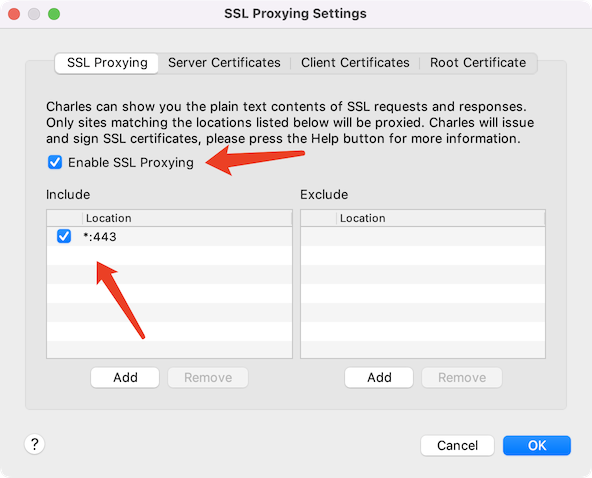 SSL Proxying Settings
SSL Proxying
Server Certificates
Client Certificates
Root Certificate
Charles can show you the plain text contents of SSL requests and responses.
Only sites matching the locations listed below will be proxied. Charles will issue
and sign SSL certificates, please press the Help button for more information.
Enable SSL Proxying
Include
Exclude
Location
Location
*:443
Add
Remove
Add
Remove
?
Cancel
OK